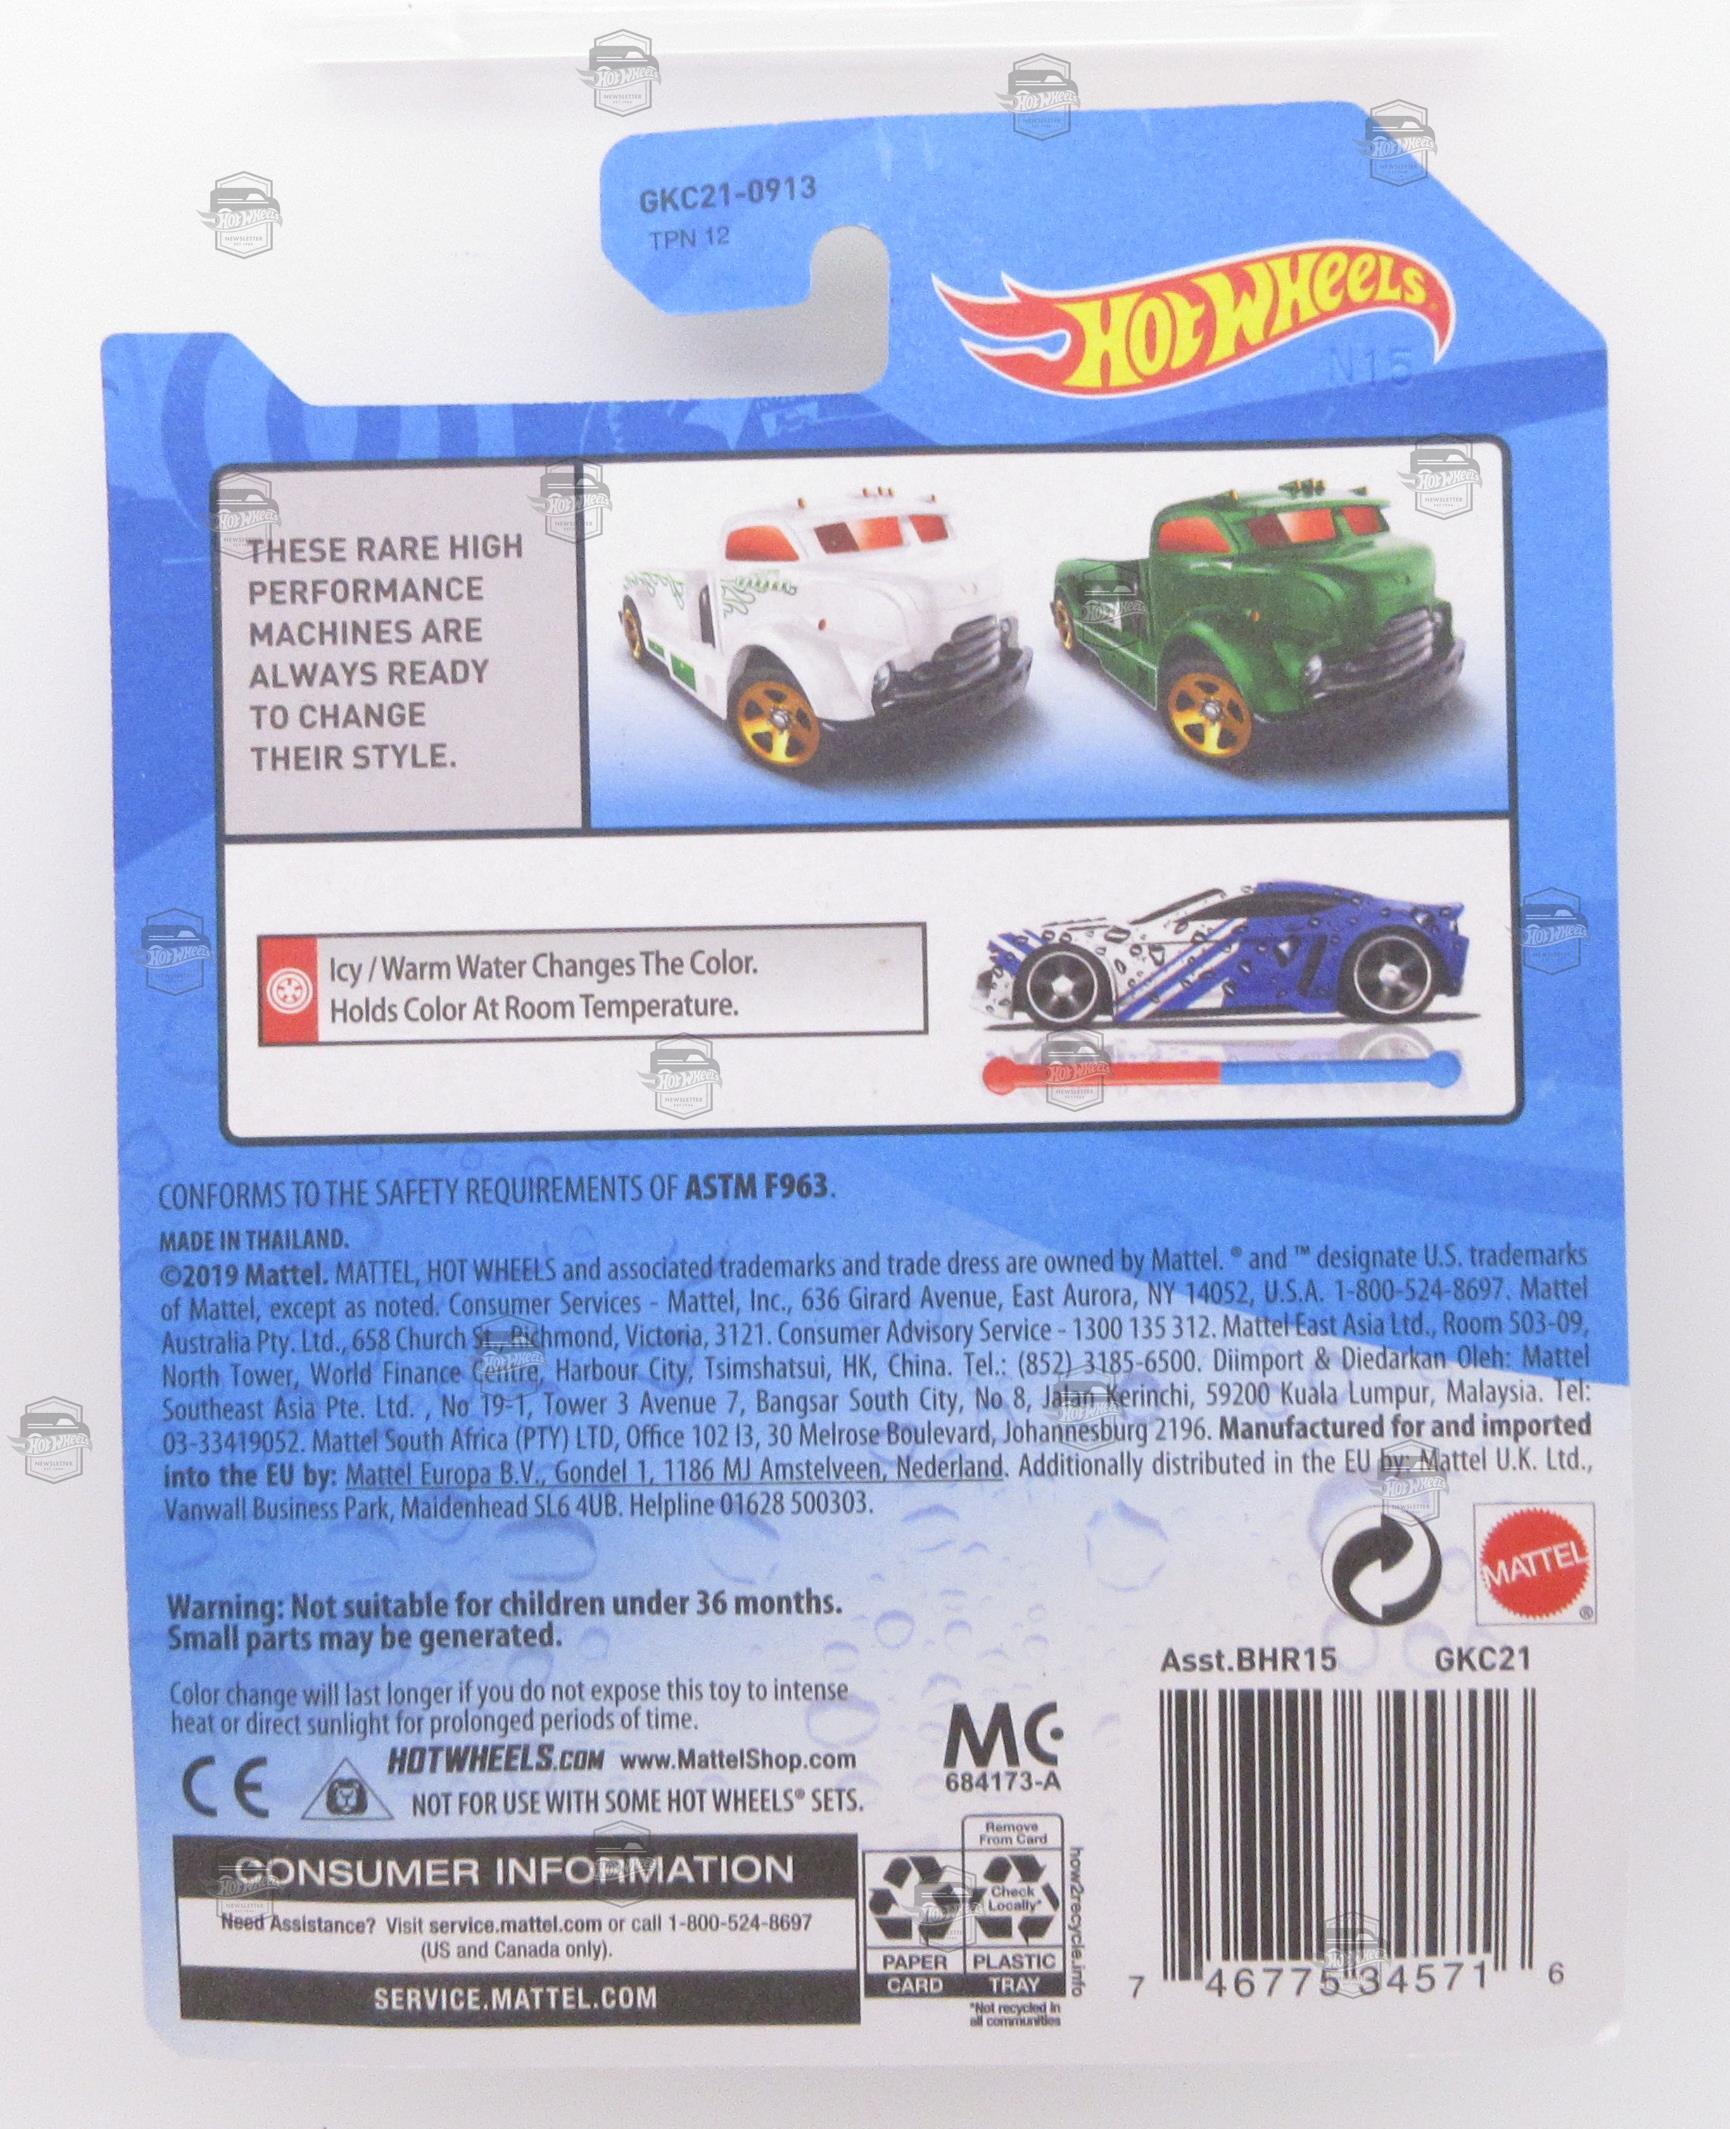 GKC21-0913
TPN 12
HOT WHEELS
N15
THESE RARE HIGH
PERFORMANCE
MACHINES ARE
ALWAYS READY
TO CHANGE
THEIR STYLE.
Icy / Warm Water Changes The Color.
Holds Color At Room Temperature.
CONFORMS TO THE SAFETY REQUIREMENTS OF ASTM F963.
MADE IN THAILAND.
©2019 Mattel. MATTEL, HOT WHEELS and associated trademarks and trade dress are owned by Mattel. ® and ™ designate U.S. trademarks
of Mattel, except as noted. Consumer Services - Mattel, Inc., 636 Girard Avenue, East Aurora, NY 14052, U.S.A. 1-800-524-8697. Mattel
Australia Pty. Ltd., 658 Church St., Richmond, Victoria, 3121. Consumer Advisory Service - 1300 135 312. Mattel East Asia Ltd., Room 503-09,
North Tower, World Finance Centre, Harbour City, Tsimshatsui, HK, China. Tel.: (852) 3185-6500. Diimport & Diedarkan Oleh: Mattel
Southeast Asia Pte. Ltd. , No 19-1, Tower 3 Avenue 7, Bangsar South City, No 8, Jalan Kerinchi, 59200 Kuala Lumpur, Malaysia. Tel:
03-33419052. Mattel South Africa (PTY) LTD, Office 102 I3, 30 Melrose Boulevard, Johannesburg 2196. Manufactured for and imported
into the EU by: Mattel Europa B.V., Gondel 1, 1186 MJ Amstelveen, Nederland. Additionally distributed in the EU by: Mattel U.K. Ltd.,
Vanwall Business Park, Maidenhead SL6 4UB. Helpline 01628 500303.
MATTEL
®
Warning: Not suitable for children under 36 months.
Small parts may be generated.
Asst.BHR15 GKC21
Color change will last longer if you do not expose this toy to intense
heat or direct sunlight for prolonged periods of time.
CE
HOTWHEELS.COM www.MattelShop.com
NOT FOR USE WITH SOME HOT WHEELS® SETS.
MC
684173-A
CONSUMER INFORMATION
Need Assistance? Visit service.mattel.com or call 1-800-524-8697
(US and Canada only).
SERVICE.MATTEL.COM
Remove
From Card
Check
Locally*
PAPER PLASTIC
CARD TRAY
*Not recycled in
all communities
how2recycle.info
7 46775 34571 6
HOT WHEELS
NEWSLETTER